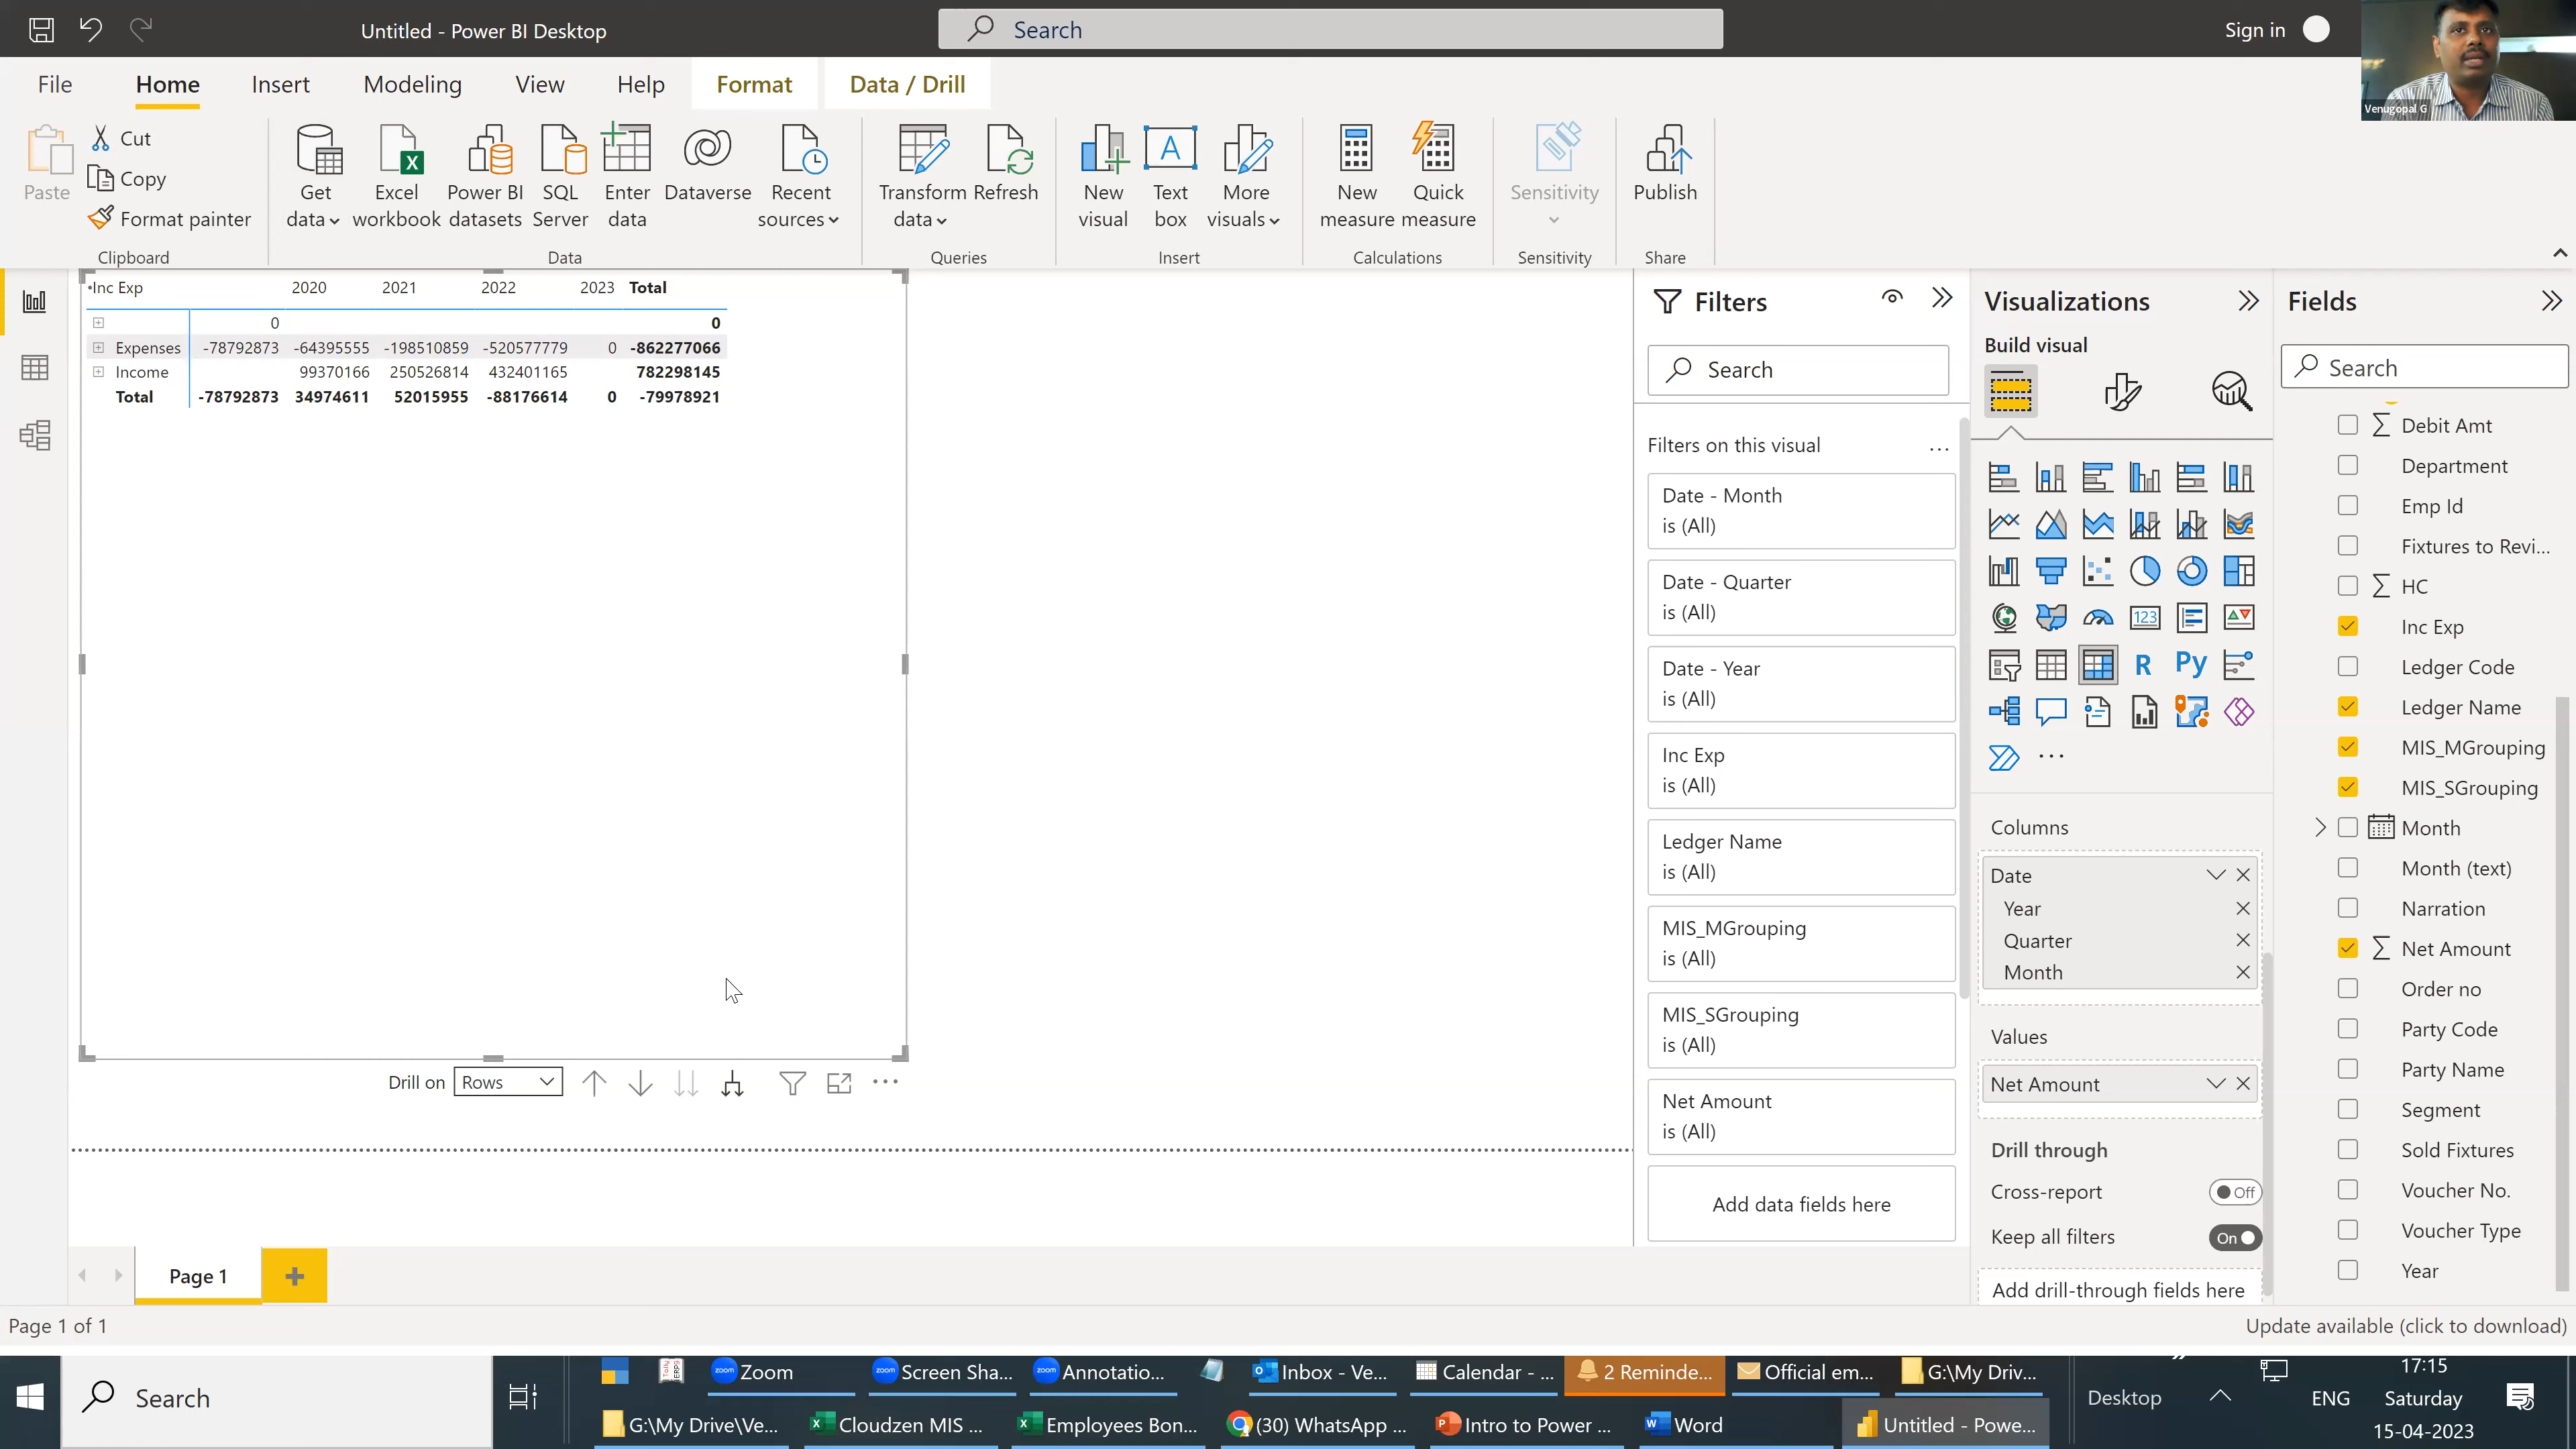 Untitled - Power BI Desktop
Search
Sign in
Venugopal G
File
Home
Insert
Modeling
View
Help
Format
Data / Drill
Paste
Cut
Copy
Format painter
Clipboard
Get data
Excel workbook
Power BI datasets
SQL Server
Enter data
Dataverse
Recent sources
Data
Transform data
Refresh
Queries
New visual
Text box
More visuals
Insert
New measure
Quick measure
Calculations
Sensitivity
Sensitivity
Publish
Share
Inc Exp 2020 2021 2022 2023 Total
0 0
Expenses -78792873 -64395555 -198510859 -520577779 0 -862277066
Income 99370166 250526814 432401165 782298145
Total -78792873 34974611 52015955 -88176614 0 -79978921
Drill on Rows
Filters
Search
Filters on this visual
Date - Month
is (All)
Date - Quarter
is (All)
Date - Year
is (All)
Inc Exp
is (All)
Ledger Name
is (All)
MIS_MGrouping
is (All)
MIS_SGrouping
is (All)
Net Amount
is (All)
Add data fields here
Visualizations
Build visual
123
R
Py
Columns
Date
Year
Quarter
Month
Values
Net Amount
Drill through
Cross-report
Off
Keep all filters
On
Add drill-through fields here
Fields
Search
Debit Amt
Department
Emp Id
Fixtures to Revi...
HC
Inc Exp
Ledger Code
Ledger Name
MIS_MGrouping
MIS_SGrouping
Month
Month (text)
Narration
Net Amount
Order no
Party Code
Party Name
Segment
Sold Fixtures
Voucher No.
Voucher Type
Year
Page 1
Page 1 of 1
Update available (click to download)
Search
Zoom
Screen Sha...
Annotatio...
Inbox - Ve...
Calendar - ...
2 Reminde...
Official em...
G:\My Driv...
G:\My Drive\Ve...
Cloudzen MIS ...
Employees Bon...
(30) WhatsApp ...
Intro to Power ...
Word
Untitled - Powe...
Desktop
ENG
17:15
Saturday
15-04-2023